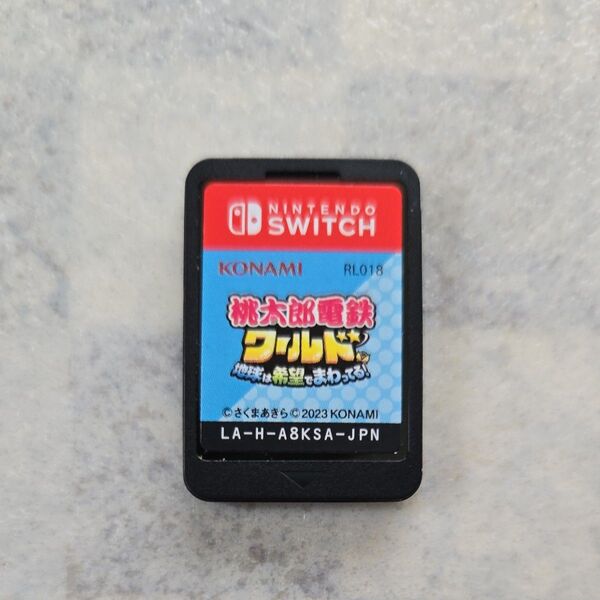 NINTENDO
SWITCH
KONAMI RL018
桃太郎電鉄
ワールド
地球は希望でまわってる!
©さくまあきら©2023 KONAMI
LA-H-A8KSA-JPN